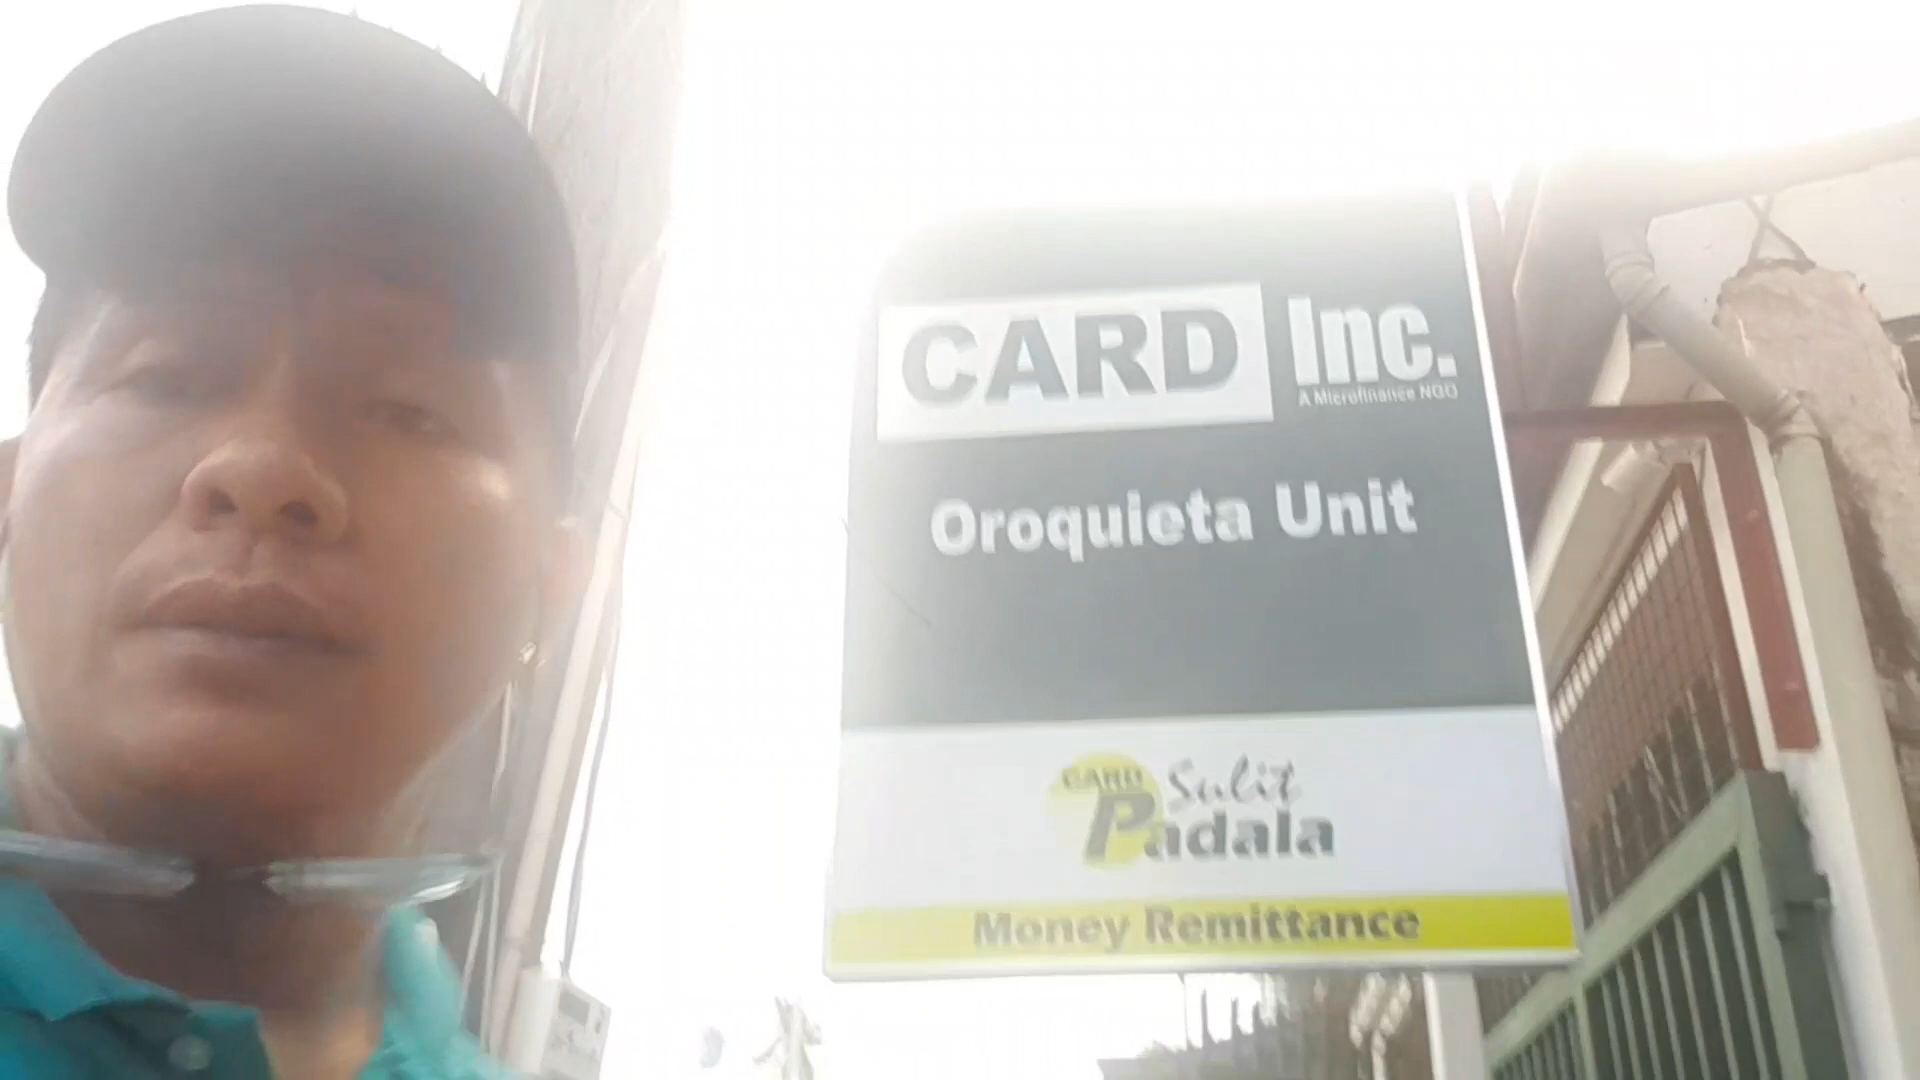 CARD Inc.
A Microfinance NGO
Oroquieta Unit
CARD Sulit
Padala
Money Remittance